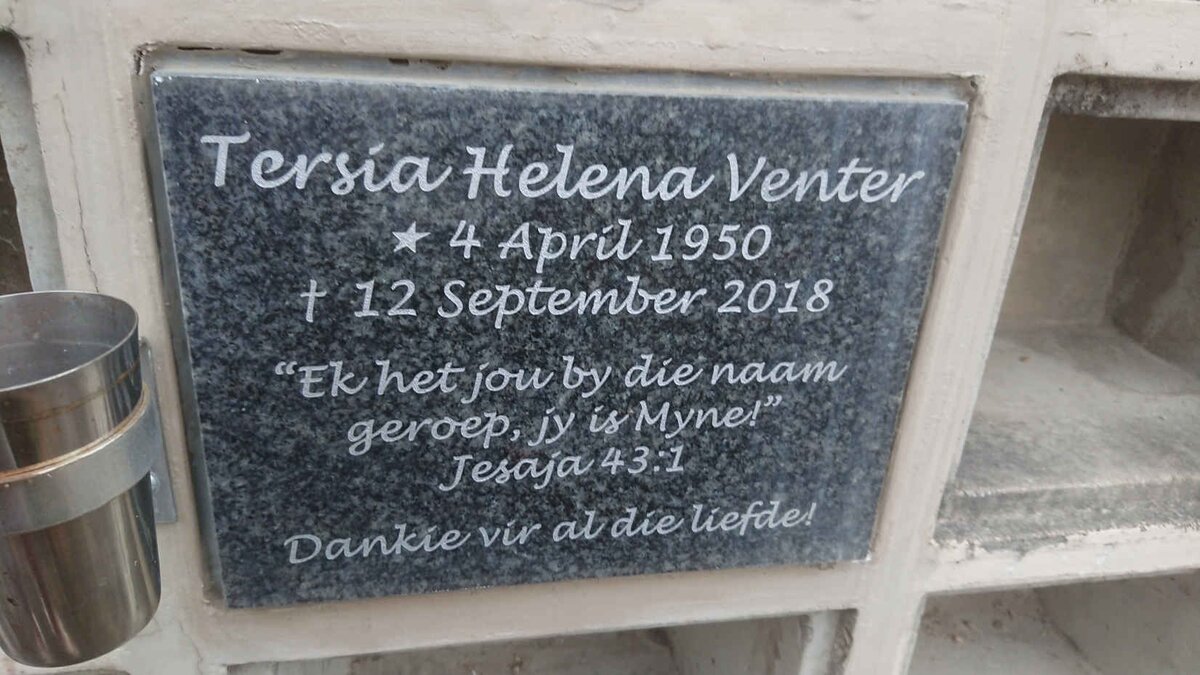 Tersia Helena Venter
★ 4 April 1950
† 12 September 2018
“Ek het jou by die naam
geroep, jy is Myne!”
Jesaja 43:1
Dankie vir al die liefde!